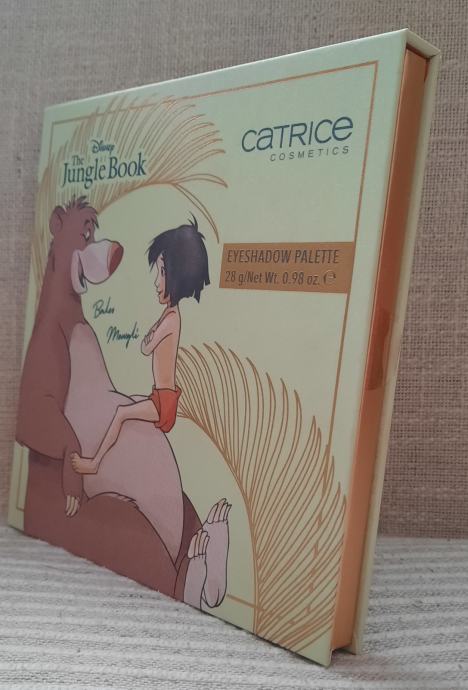 Disney
The
Jungle Book
CATRICE
COSMETICS
EYESHADOW PALETTE
28 g/Net Wt. 0.98 oz. ℮
Baloo
Mowgli